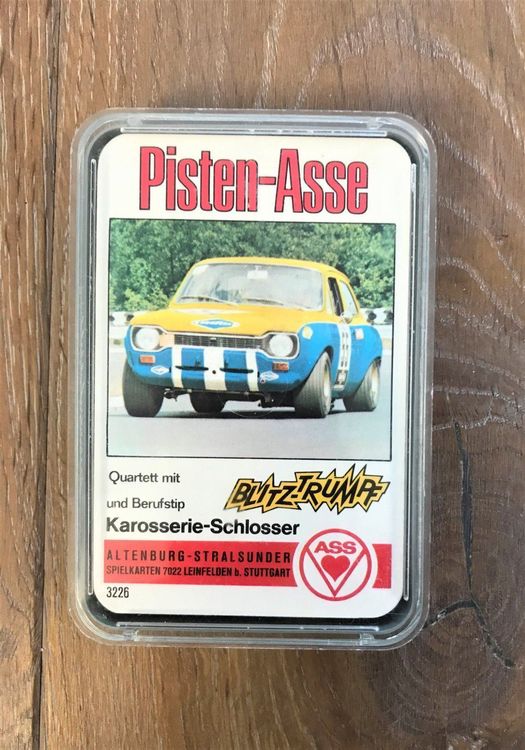 Pisten-Asse
Quartett mit BLITZ-TRUMPF
und Berufstip
Karosserie-Schlosser
ALTENBURG-STRALSUNDER
SPIELKARTEN 7022 LEINFELDEN b. STUTTGART
ASS
3226